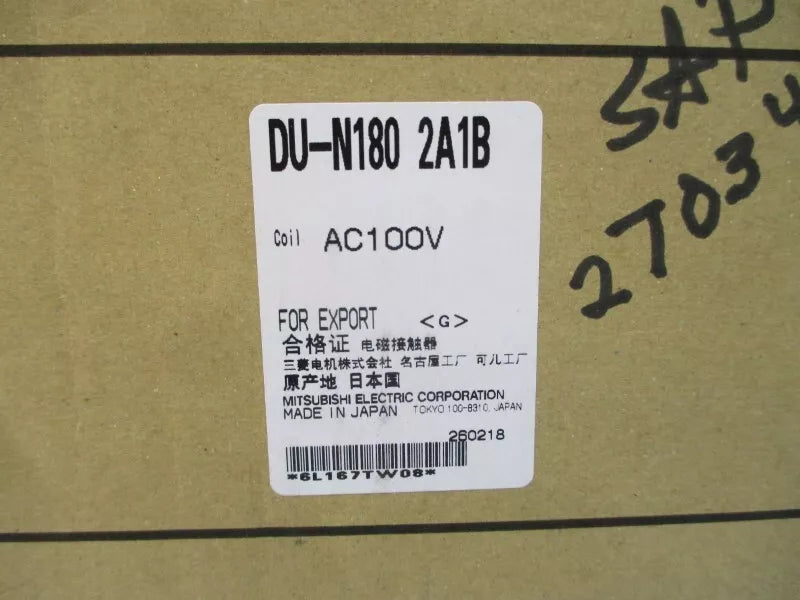 DU-N180 2A1B
Coil AC100V
FOR EXPORT <G>
合格证 电磁接触器
三菱电机株式会社 名古屋工厂 可儿工厂
原产地 日本国
MITSUBISHI ELECTRIC CORPORATION
MADE IN JAPAN TOKYO 100-8310, JAPAN
260218
*6L167TW08*
SAP
27034